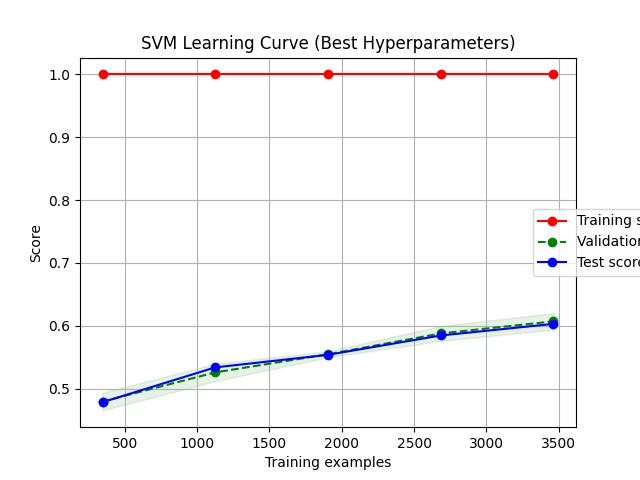 SVM Learning Curve (Best Hyperparameters)
1.0
0.9
0.8
0.7
0.6
0.5
Score
Training s
Validation
Test score
500
1000
1500
2000
2500
3000
3500
Training examples